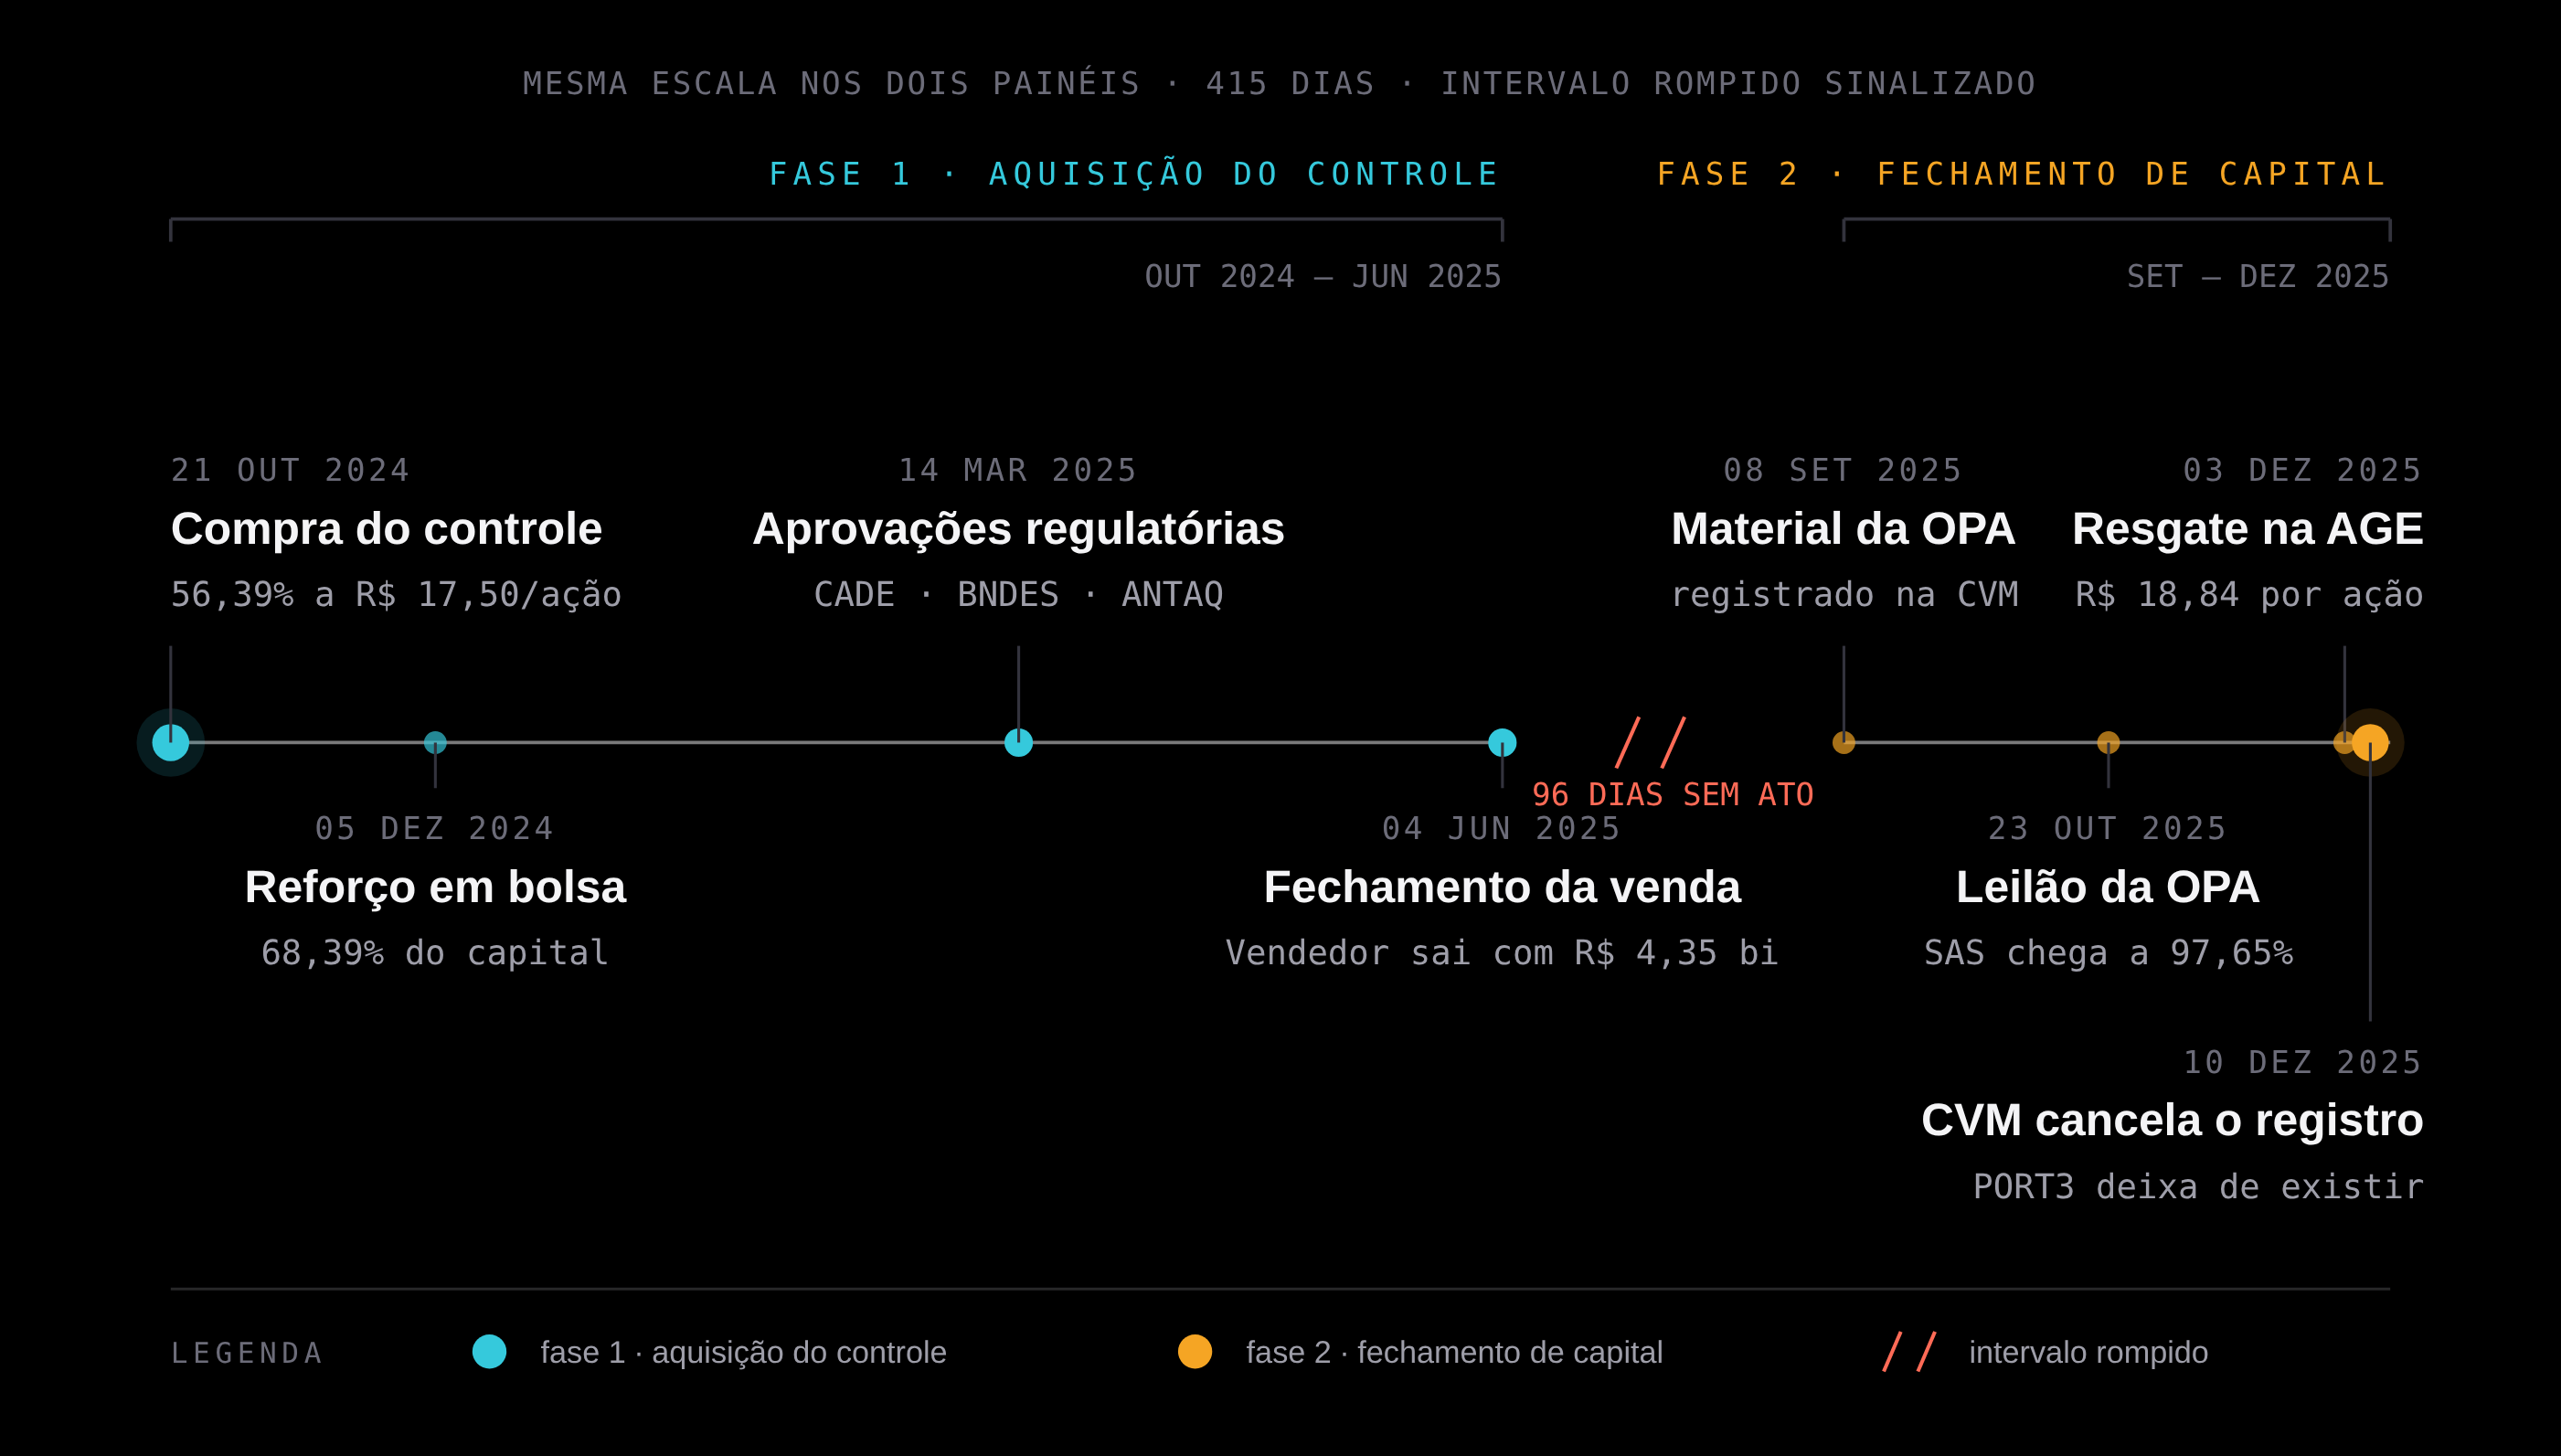 MESMA ESCALA NOS DOIS PAINÉIS · 415 DIAS · INTERVALO ROMPIDO SINALIZADO
FASE 1 · AQUISIÇÃO DO CONTROLE
OUT 2024 — JUN 2025
FASE 2 · FECHAMENTO DE CAPITAL
SET — DEZ 2025
21 OUT 2024
Compra do controle
56,39% a R$ 17,50/ação
14 MAR 2025
Aprovações regulatórias
CADE · BNDES · ANTAQ
08 SET 2025
Material da OPA
registrado na CVM
03 DEZ 2025
Resgate na AGE
R$ 18,84 por ação
96 DIAS SEM ATO
05 DEZ 2024
Reforço em bolsa
68,39% do capital
04 JUN 2025
Fechamento da venda
Vendedor sai com R$ 4,35 bi
23 OUT 2025
Leilão da OPA
SAS chega a 97,65%
10 DEZ 2025
CVM cancela o registro
PORT3 deixa de existir
LEGENDA
fase 1 · aquisição do controle
fase 2 · fechamento de capital
intervalo rompido